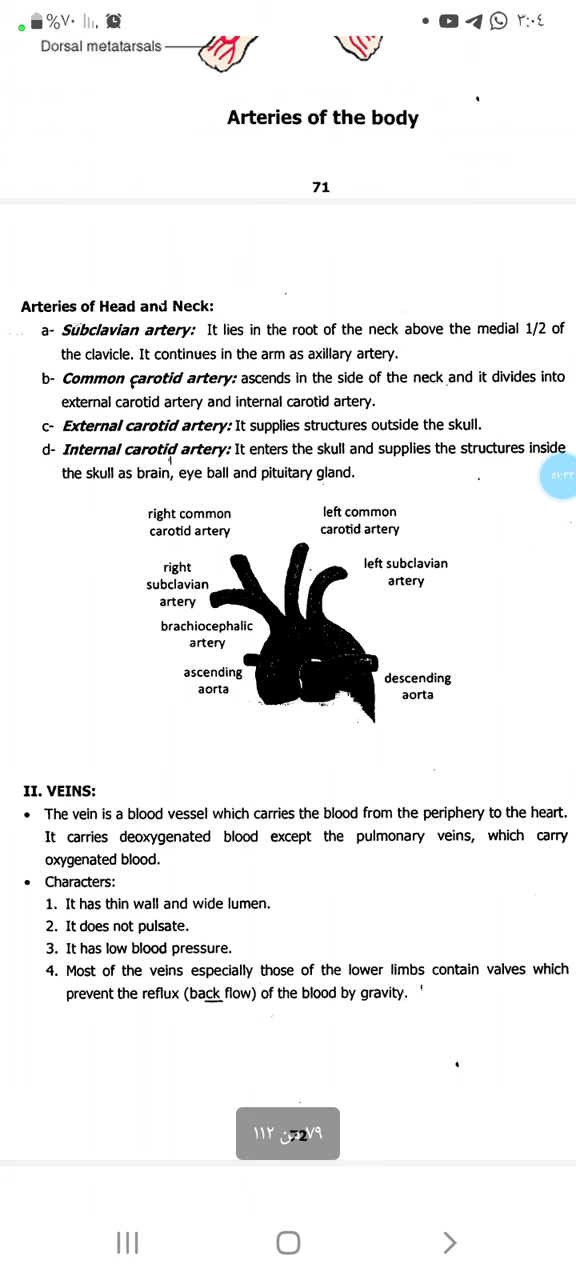 %٧٠
٣:٠٤
Dorsal metatarsals
Arteries of the body
71
Arteries of Head and Neck:
a- Subclavian artery: It lies in the root of the neck above the medial 1/2 of
the clavicle. It continues in the arm as axillary artery.
b- Common carotid artery: ascends in the side of the neck and it divides into
external carotid artery and internal carotid artery.
c- External carotid artery: It supplies structures outside the skull.
d- Internal carotid artery: It enters the skull and supplies the structures inside
the skull as brain, eye ball and pituitary gland.
٥١:٣٣
right common
carotid artery
left common
carotid artery
right
subclavian
artery
left subclavian
artery
brachiocephalic
artery
ascending
aorta
descending
aorta
II. VEINS:
• The vein is a blood vessel which carries the blood from the periphery to the heart.
It carries deoxygenated blood except the pulmonary veins, which carry
oxygenated blood.
• Characters:
1. It has thin wall and wide lumen.
2. It does not pulsate.
3. It has low blood pressure.
4. Most of the veins especially those of the lower limbs contain valves which
prevent the reflux (back flow) of the blood by gravity.
72
٧٩ من ١١٢